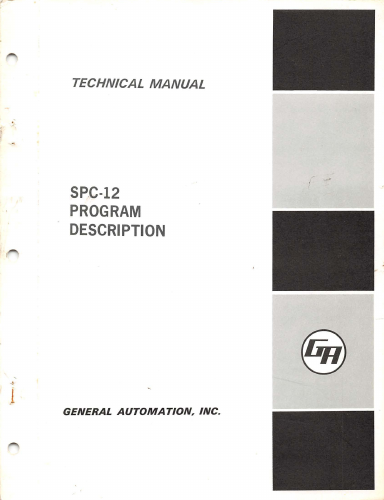 TECHNICAL MANUAL
SPC-12
PROGRAM
DESCRIPTION
GA
GENERAL AUTOMATION, INC.